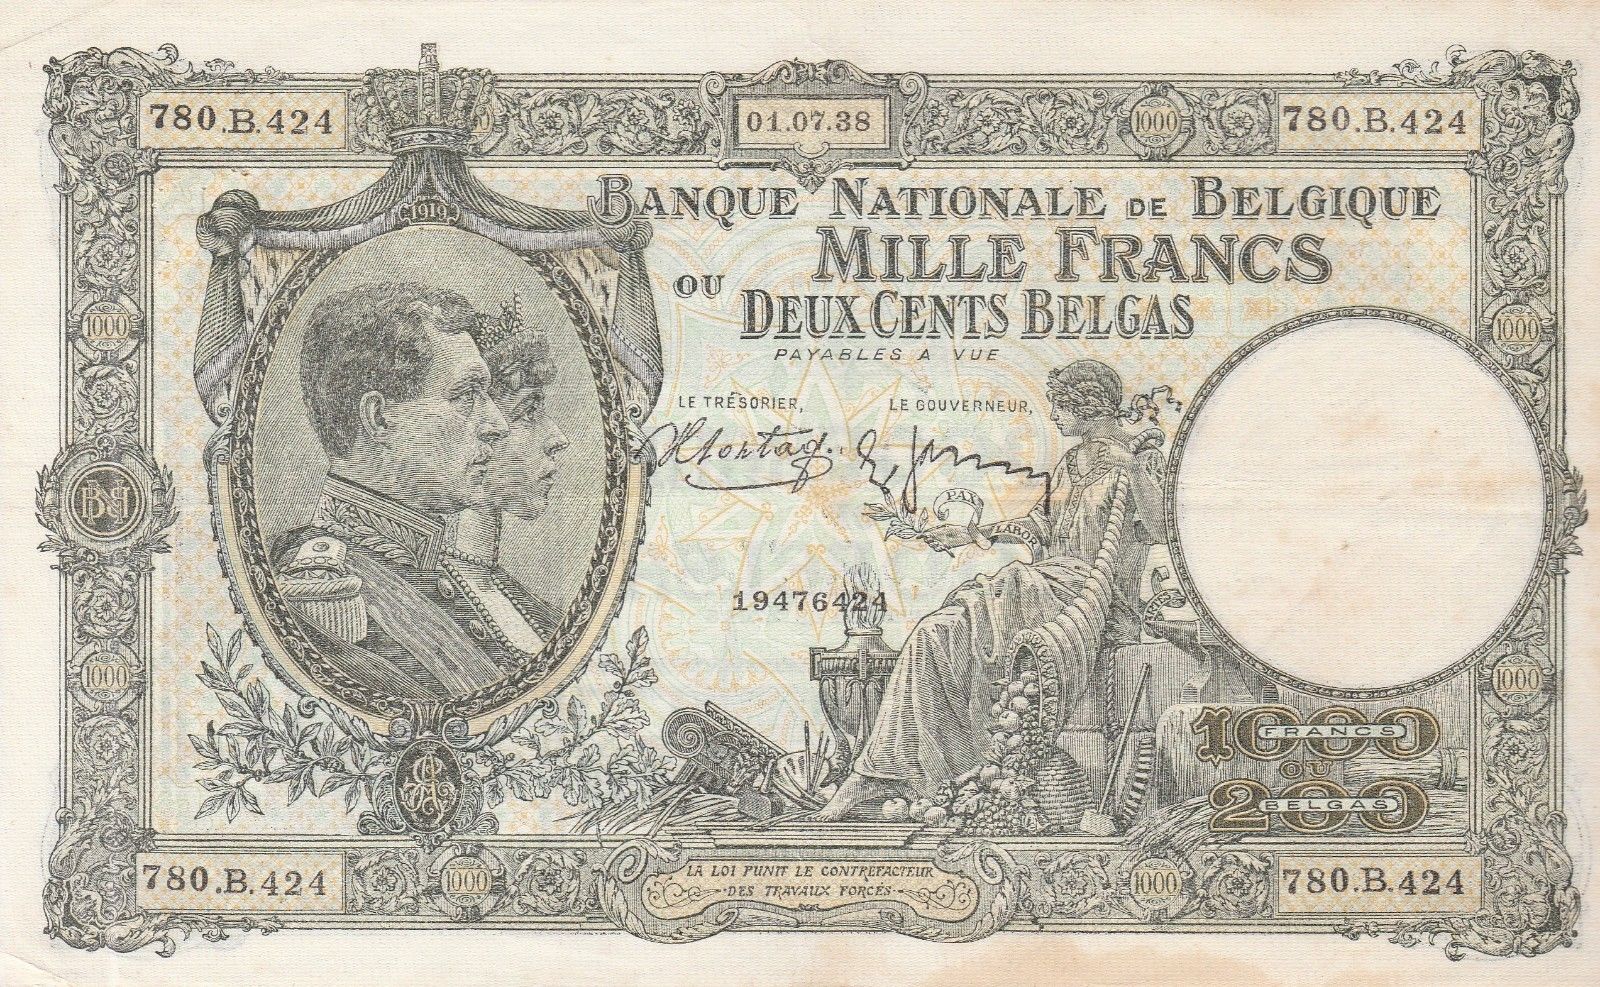 780.B.424
01.07.38
1000
780.B.424
1919
BANQUE NATIONALE DE BELGIQUE
MILLE FRANCS
OU
DEUX CENTS BELGAS
PAYABLES A VUE
1000
1000
LE TRÉSORIER,
LE GOUVERNEUR,
BNB
PAX
LABOR
19476424
1000
1000
1000
FRANCS
OU
200
BELGAS
780.B.424
1000
LA LOI PUNIT LE CONTREFACTEUR
DES TRAVAUX FORCÉS
1000
780.B.424